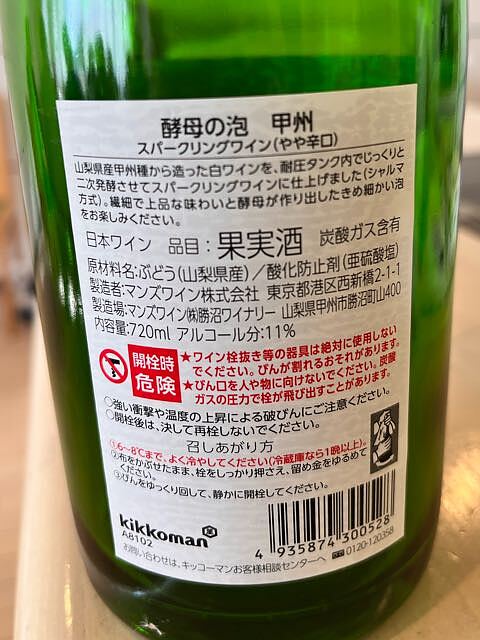 酵母の泡 甲州
スパークリングワイン(やや辛口)
山梨県産甲州種から造った白ワインを、耐圧タンク内でじっくりと
二次発酵させてスパークリングワインに仕上げました(シャルマ
方式)。繊細で上品な味わいと酵母が作り出したきめ細かい泡
をお楽しみください。
日本ワイン 品目:果実酒 炭酸ガス含有
原材料名:ぶどう(山梨県産)/酸化防止剤(亜硫酸塩)
製造者:マンズワイン株式会社 東京都港区西新橋2-1-1
製造場:マンズワイン㈱勝沼ワイナリー 山梨県甲州市勝沼町山400
内容量:720ml アルコール分:11%
開栓時
危険
★ワイン栓抜き等の器具は絶対に使用しない
でください。びんが割れるおそれがあります。
★びん口を人や物に向けないでください。炭酸
ガスの圧力で栓が飛び出すことがあります。
○強い衝撃や温度の上昇による破びんにご注意ください。
○開栓後は、決して再栓しないでください。
召しあがり方
①6~8℃まで、よく冷やしてください(冷蔵庫なら1晩以上)。
②布をかぶせたまま、栓をしっかり押さえ、留め金をゆるめて
ください。
③びんをゆっくり回して、静かに開栓してください。
kikkoman
A8102
4 935874 300528
お問い合わせは、キッコーマンお客様相談センターへ 0120-120358